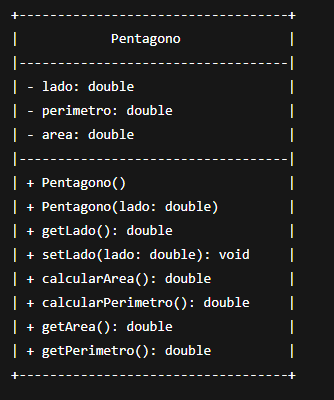 +----------------------------------+
|            Pentagono             |
|----------------------------------|
| - lado: double                   |
| - perimetro: double              |
| - area: double                   |
|----------------------------------|
| + Pentagono()                    |
| + Pentagono(lado: double)        |
| + getLado(): double              |
| + setLado(lado: double): void    |
| + calcularArea(): double         |
| + calcularPerimetro(): double    |
| + getArea(): double              |
| + getPerimetro(): double         |
+----------------------------------+